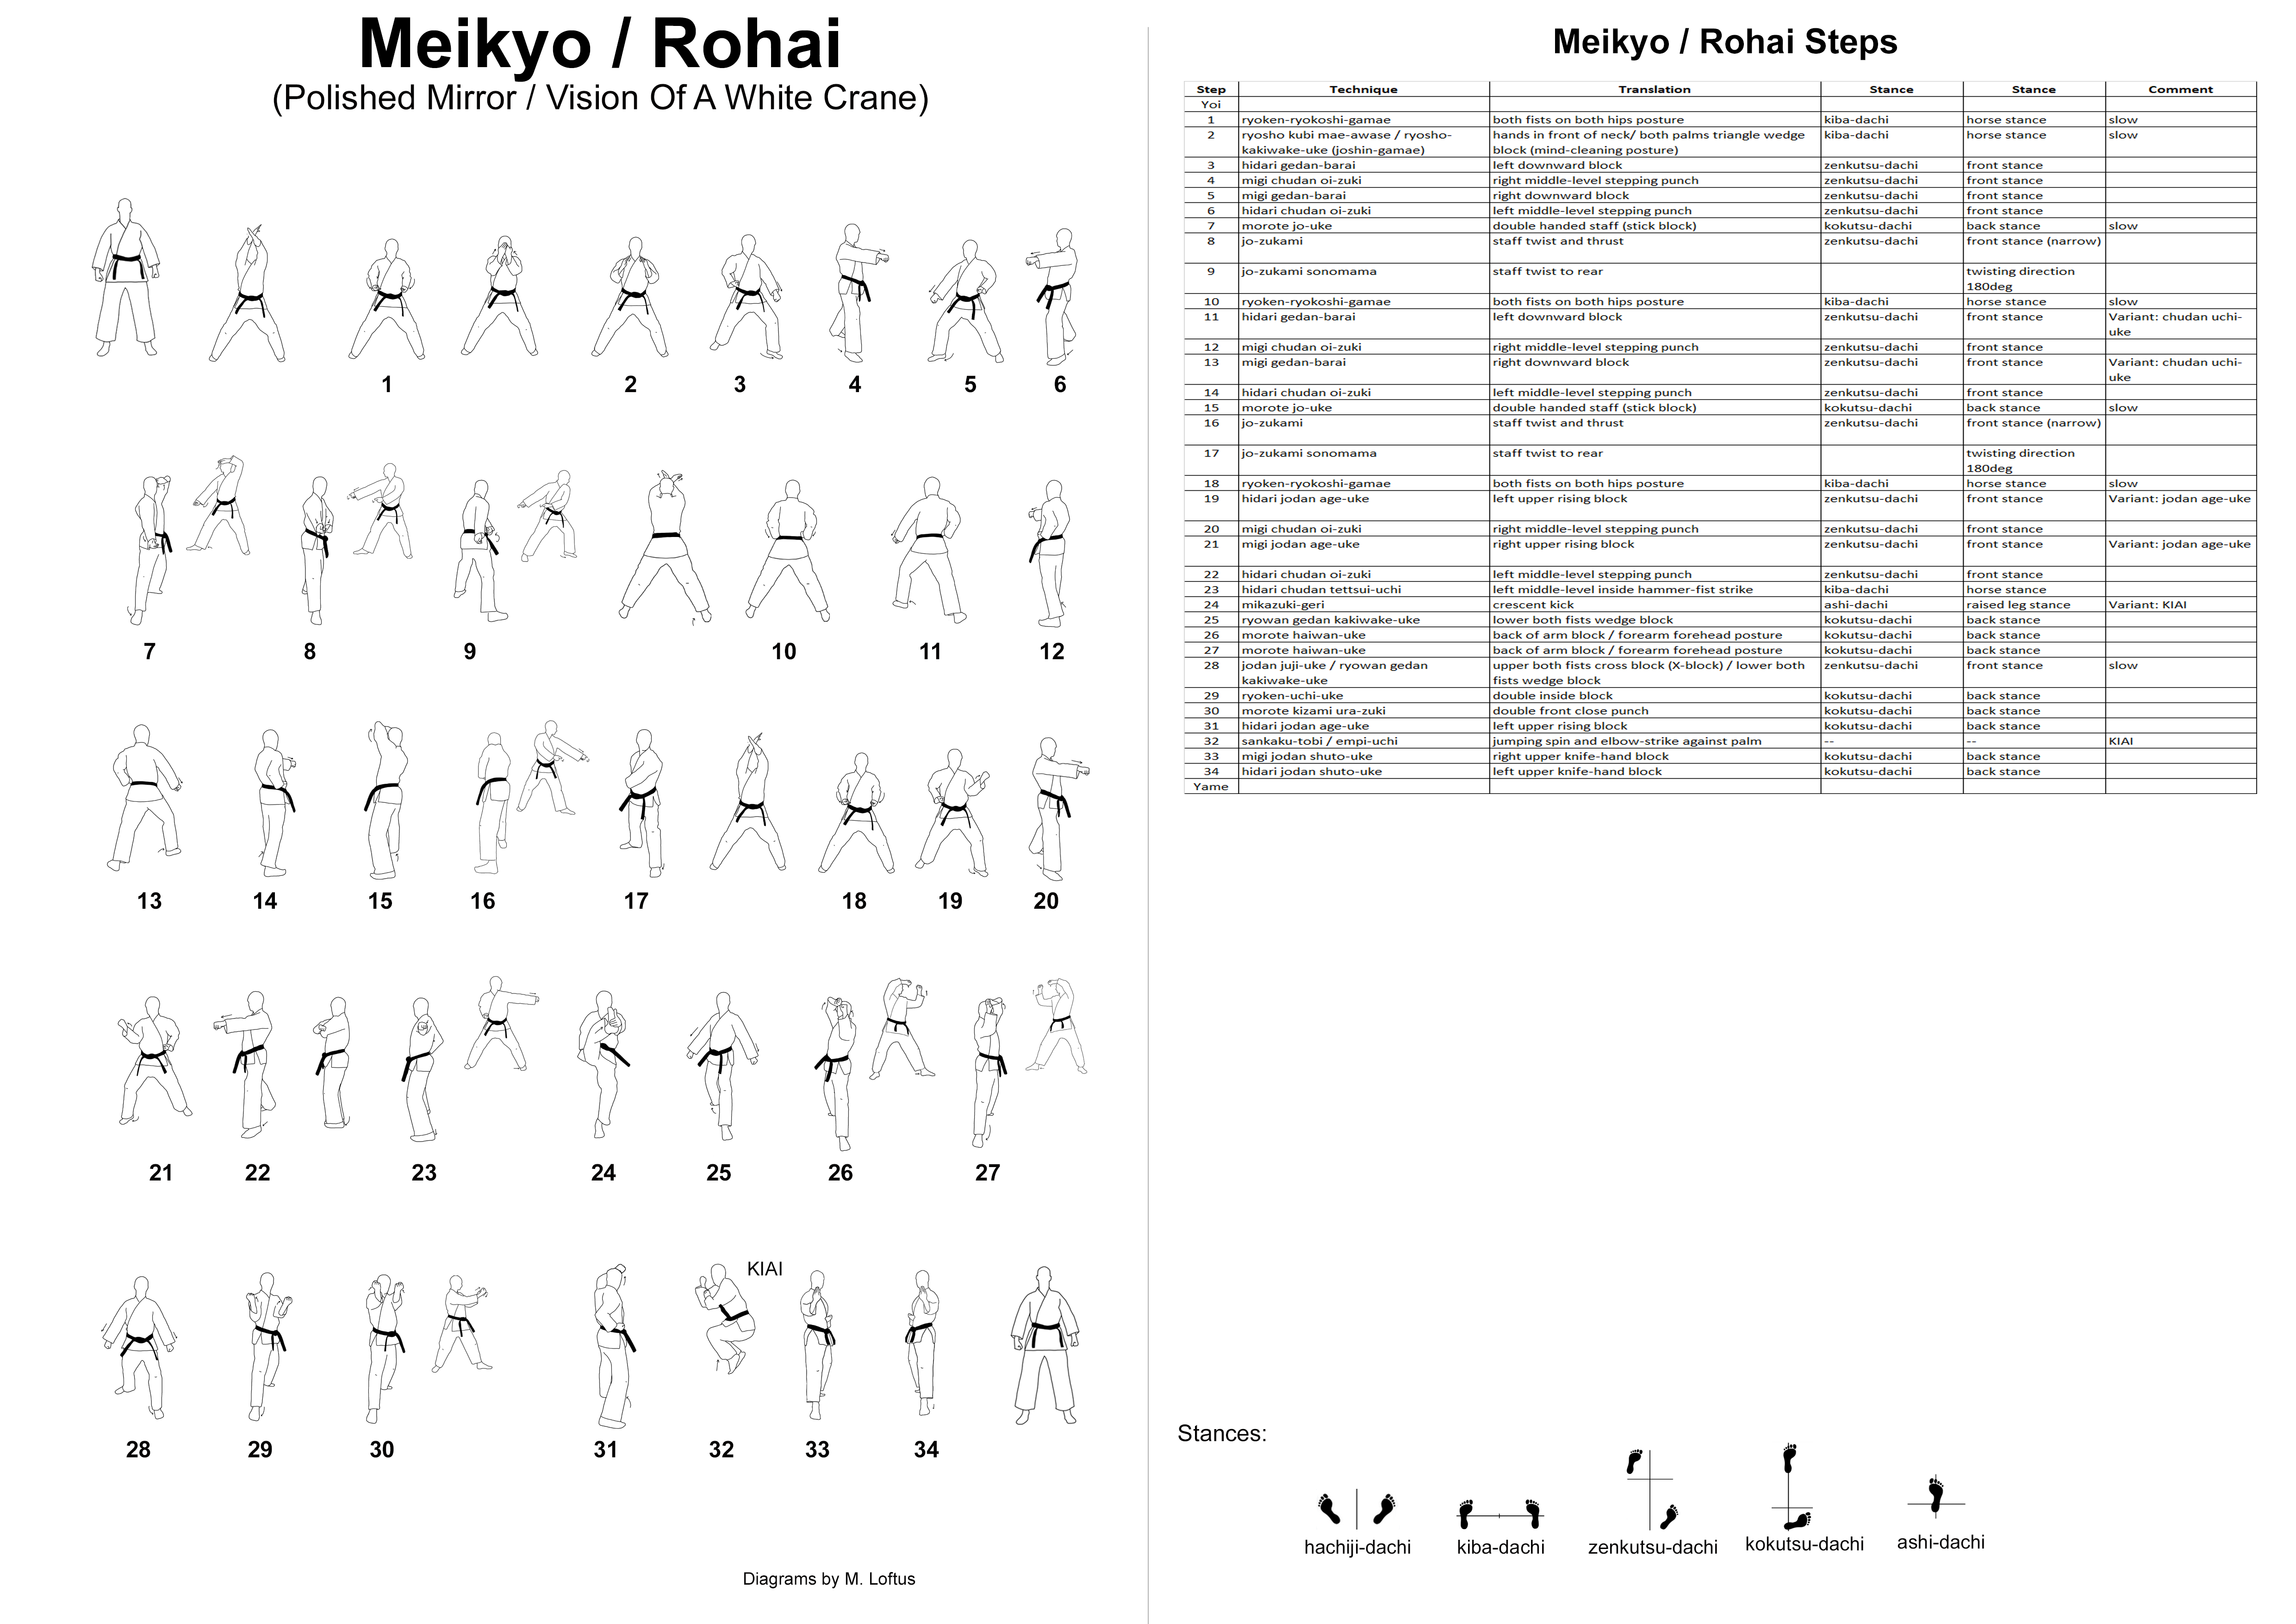 Meikyo / Rohai
(Polished Mirror / Vision Of A White Crane)
1 2 3 4 5 6
7 8 9 10 11 12
13 14 15 16 17 18 19 20
21 22 23 24 25 26 27
KIAI
28 29 30 31 32 33 34
Diagrams by M. Loftus
Meikyo / Rohai Steps
Step Technique Translation Stance Stance Comment
Yoi
1 ryoken-ryokoshi-gamae both fists on both hips posture kiba-dachi horse stance slow
2 ryosho kubi mae-awase / ryosho- hands in front of neck/ both palms triangle wedge kiba-dachi horse stance slow
kakiwake-uke (joshin-gamae) block (mind-cleaning posture)
3 hidari gedan-barai left downward block zenkutsu-dachi front stance
4 migi chudan oi-zuki right middle-level stepping punch zenkutsu-dachi front stance
5 migi gedan-barai right downward block zenkutsu-dachi front stance
6 hidari chudan oi-zuki left middle-level stepping punch zenkutsu-dachi front stance
7 morote jo-uke double handed staff (stick block) kokutsu-dachi back stance slow
8 jo-zukami staff twist and thrust zenkutsu-dachi front stance (narrow)
9 jo-zukami sonomama staff twist to rear twisting direction
180deg
10 ryoken-ryokoshi-gamae both fists on both hips posture kiba-dachi horse stance slow
11 hidari gedan-barai left downward block zenkutsu-dachi front stance Variant: chudan uchi-
uke
12 migi chudan oi-zuki right middle-level stepping punch zenkutsu-dachi front stance
13 migi gedan-barai right downward block zenkutsu-dachi front stance Variant: chudan uchi-
uke
14 hidari chudan oi-zuki left middle-level stepping punch zenkutsu-dachi front stance
15 morote jo-uke double handed staff (stick block) kokutsu-dachi back stance slow
16 jo-zukami staff twist and thrust zenkutsu-dachi front stance (narrow)
17 jo-zukami sonomama staff twist to rear twisting direction
180deg
18 ryoken-ryokoshi-gamae both fists on both hips posture kiba-dachi horse stance slow
19 hidari jodan age-uke left upper rising block zenkutsu-dachi front stance Variant: jodan age-uke
20 migi chudan oi-zuki right middle-level stepping punch zenkutsu-dachi front stance
21 migi jodan age-uke right upper rising block zenkutsu-dachi front stance Variant: jodan age-uke
22 hidari chudan oi-zuki left middle-level stepping punch zenkutsu-dachi front stance
23 hidari chudan tettsui-uchi left middle-level inside hammer-fist strike kiba-dachi horse stance
24 mikazuki-geri crescent kick ashi-dachi raised leg stance Variant: KIAI
25 ryowan gedan kakiwake-uke lower both fists wedge block kokutsu-dachi back stance
26 morote haiwan-uke back of arm block / forearm forehead posture kokutsu-dachi back stance
27 morote haiwan-uke back of arm block / forearm forehead posture kokutsu-dachi back stance
28 jodan juji-uke / ryowan gedan upper both fists cross block (X-block) / lower both zenkutsu-dachi front stance slow
kakiwake-uke fists wedge block
29 ryoken-uchi-uke double inside block kokutsu-dachi back stance
30 morote kizami ura-zuki double front close punch kokutsu-dachi back stance
31 hidari jodan age-uke left upper rising block kokutsu-dachi back stance
32 sankaku-tobi / empi-uchi jumping spin and elbow-strike against palm -- -- KIAI
33 migi jodan shuto-uke right upper knife-hand block kokutsu-dachi back stance
34 hidari jodan shuto-uke left upper knife-hand block kokutsu-dachi back stance
Yame
Stances:
hachiji-dachi kiba-dachi zenkutsu-dachi kokutsu-dachi ashi-dachi